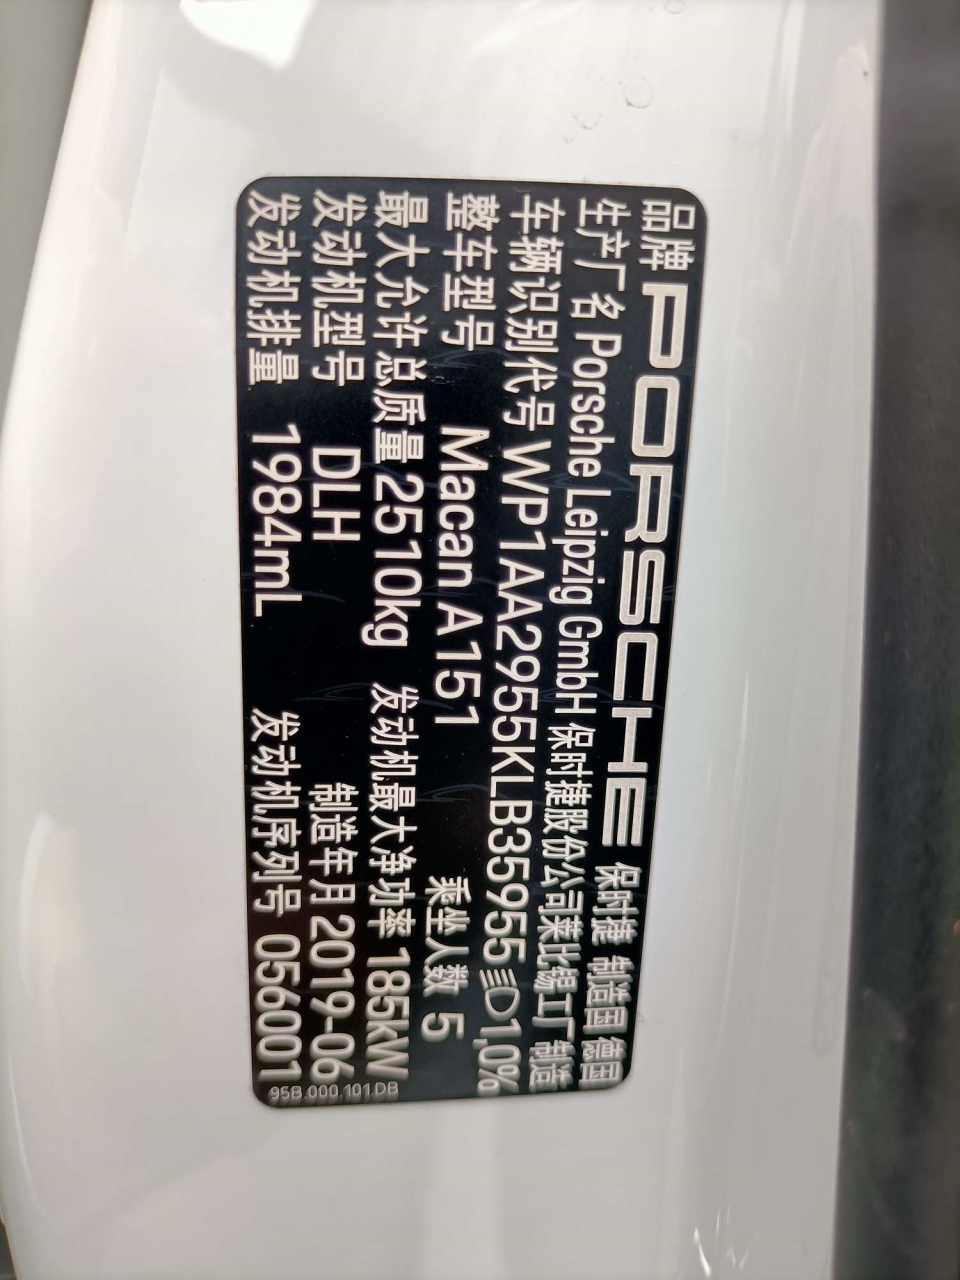 品牌 PORSCHE 保时捷 制造国 德国
生产厂名 Porsche Leipzig GmbH 保时捷股份公司莱比锡工厂 制造
车辆识别代号 WP1AA2955KLB35955 1,0%
整车型号 Macan A151 乘坐人数 5
最大允许总质量 2510kg 发动机最大净功率 185kW
发动机型号 DLH 制造年月 2019-06
发动机排量 1984mL 发动机序列号 056001
95B.000.101.DB